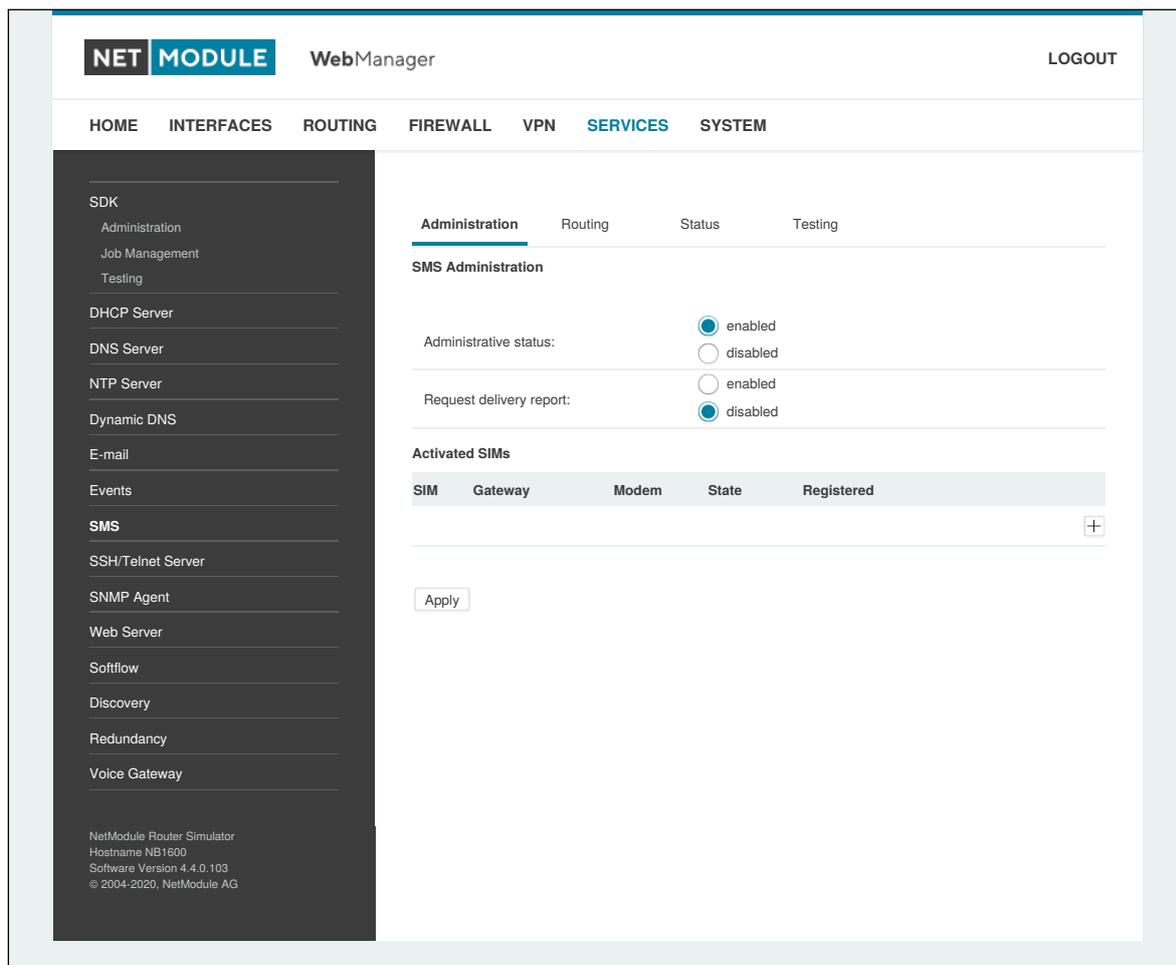 NET MODULE WebManager LOGOUT
HOME INTERFACES ROUTING FIREWALL VPN SERVICES SYSTEM
SDK
Administration
Job Management
Testing
DHCP Server
DNS Server
NTP Server
Dynamic DNS
E-mail
Events
SMS
SSH/Telnet Server
SNMP Agent
Web Server
Softflow
Discovery
Redundancy
Voice Gateway
NetModule Router Simulator
Hostname NB1600
Software Version 4.4.0.103
© 2004-2020, NetModule AG
Administration Routing Status Testing
SMS Administration
Administrative status:
enabled
disabled
Request delivery report:
enabled
disabled
Activated SIMs
SIM Gateway Modem State Registered
Apply